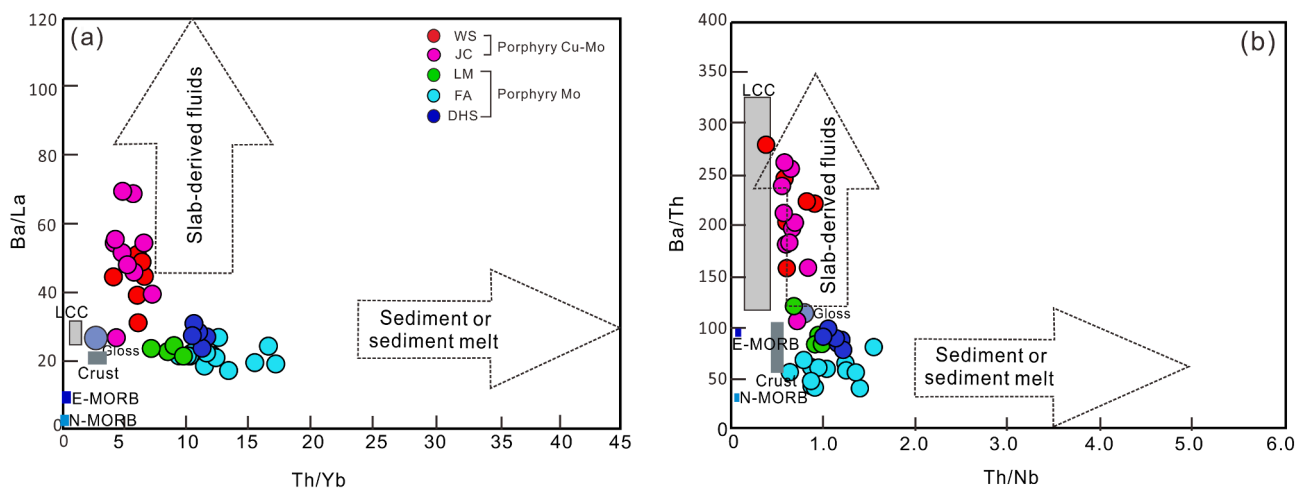 (a)
120
100
80
60
40
20
0
Ba/La
WS
JC
Porphyry Cu-Mo
LM
FA
DHS
Porphyry Mo
Slab-derived fluids
Sediment or
sediment melt
LCC
Gloss
Crust
E-MORB
N-MORB
0
5
10
15
20
25
30
35
40
45
Th/Yb
(b)
400
350
300
250
200
150
100
50
0
Ba/Th
LCC
Slab-derived fluids
Gloss
E-MORB
Crust
N-MORB
Sediment or
sediment melt
1.0
2.0
3.0
4.0
5.0
6.0
Th/Nb